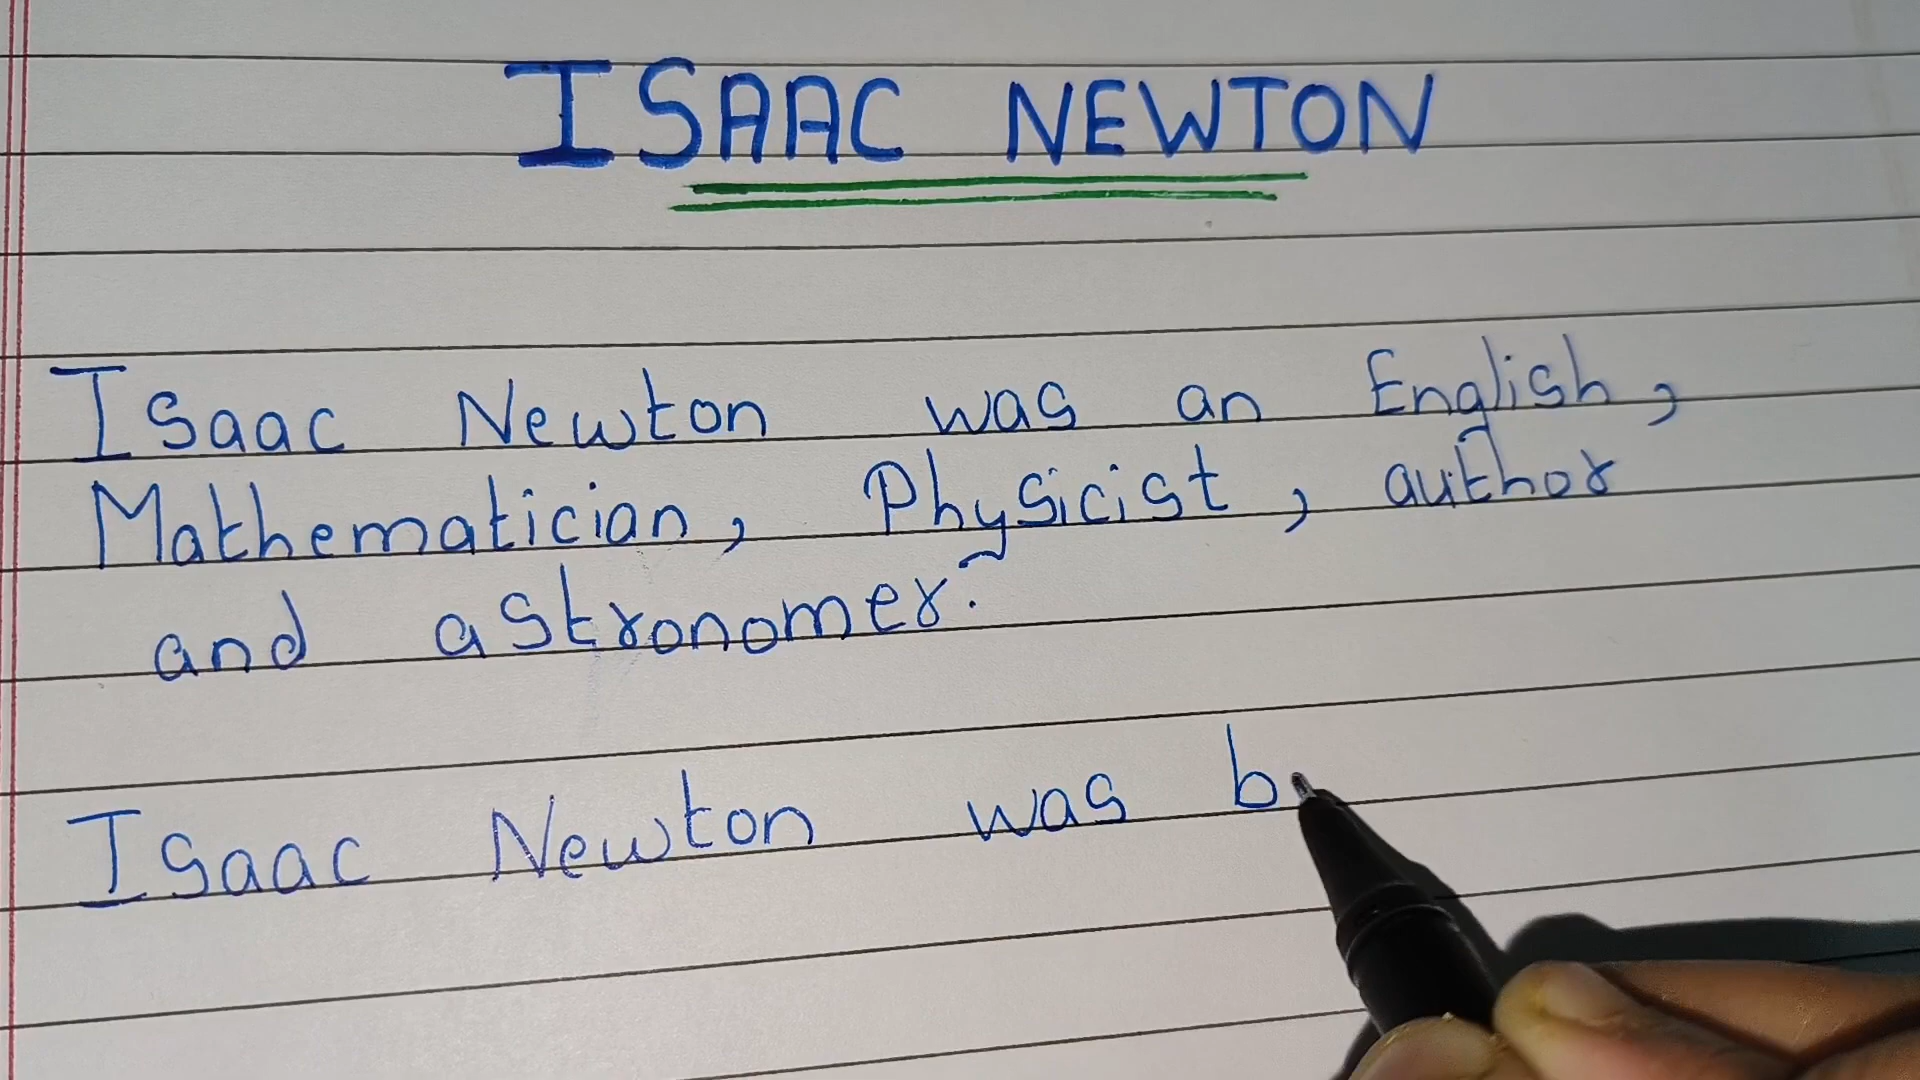 ISAAC NEWTON
Isaac Newton was an English,
Mathematician, Physicist, author
and astronomer.
Isaac Newton was b